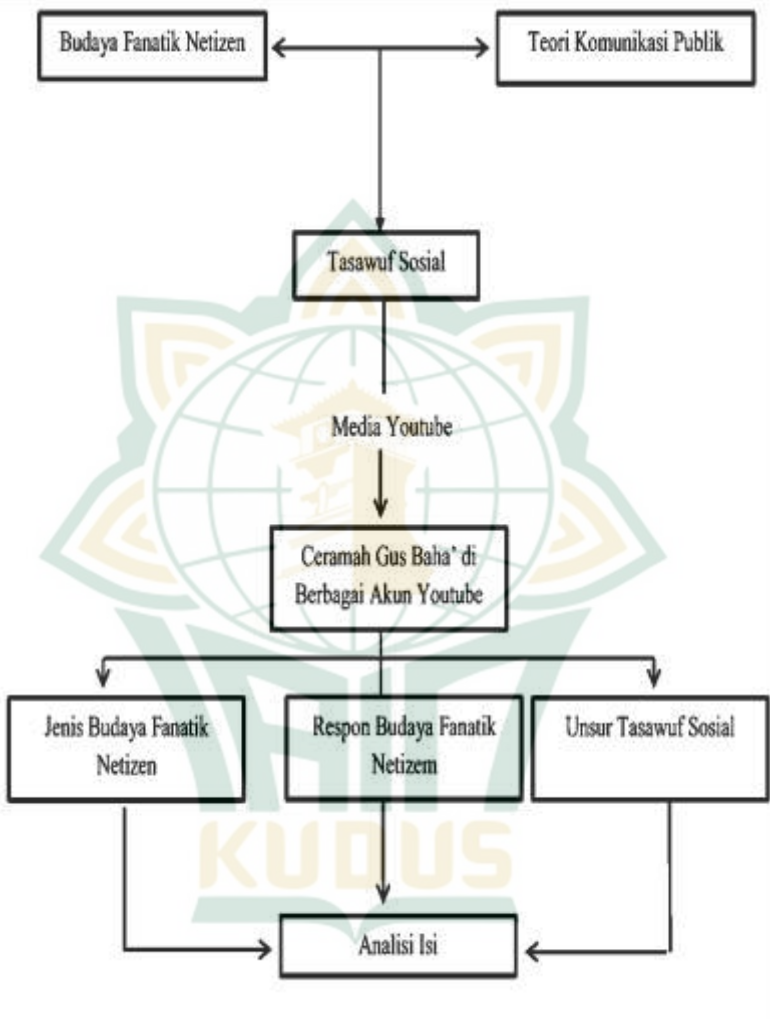 Budaya Fanatik Netizen
Teori Komunikasi Publik
Tasawuf Sosial
Media Youtube
Ceramah Gus Baha' di
Berbagai Akun Youtube
Jenis Budaya Fanatik
Netizen
Respon Budaya Fanatik
Netizem
Unsur Tasawuf Sosial
IAIN
KUDUS
Analisi Isi